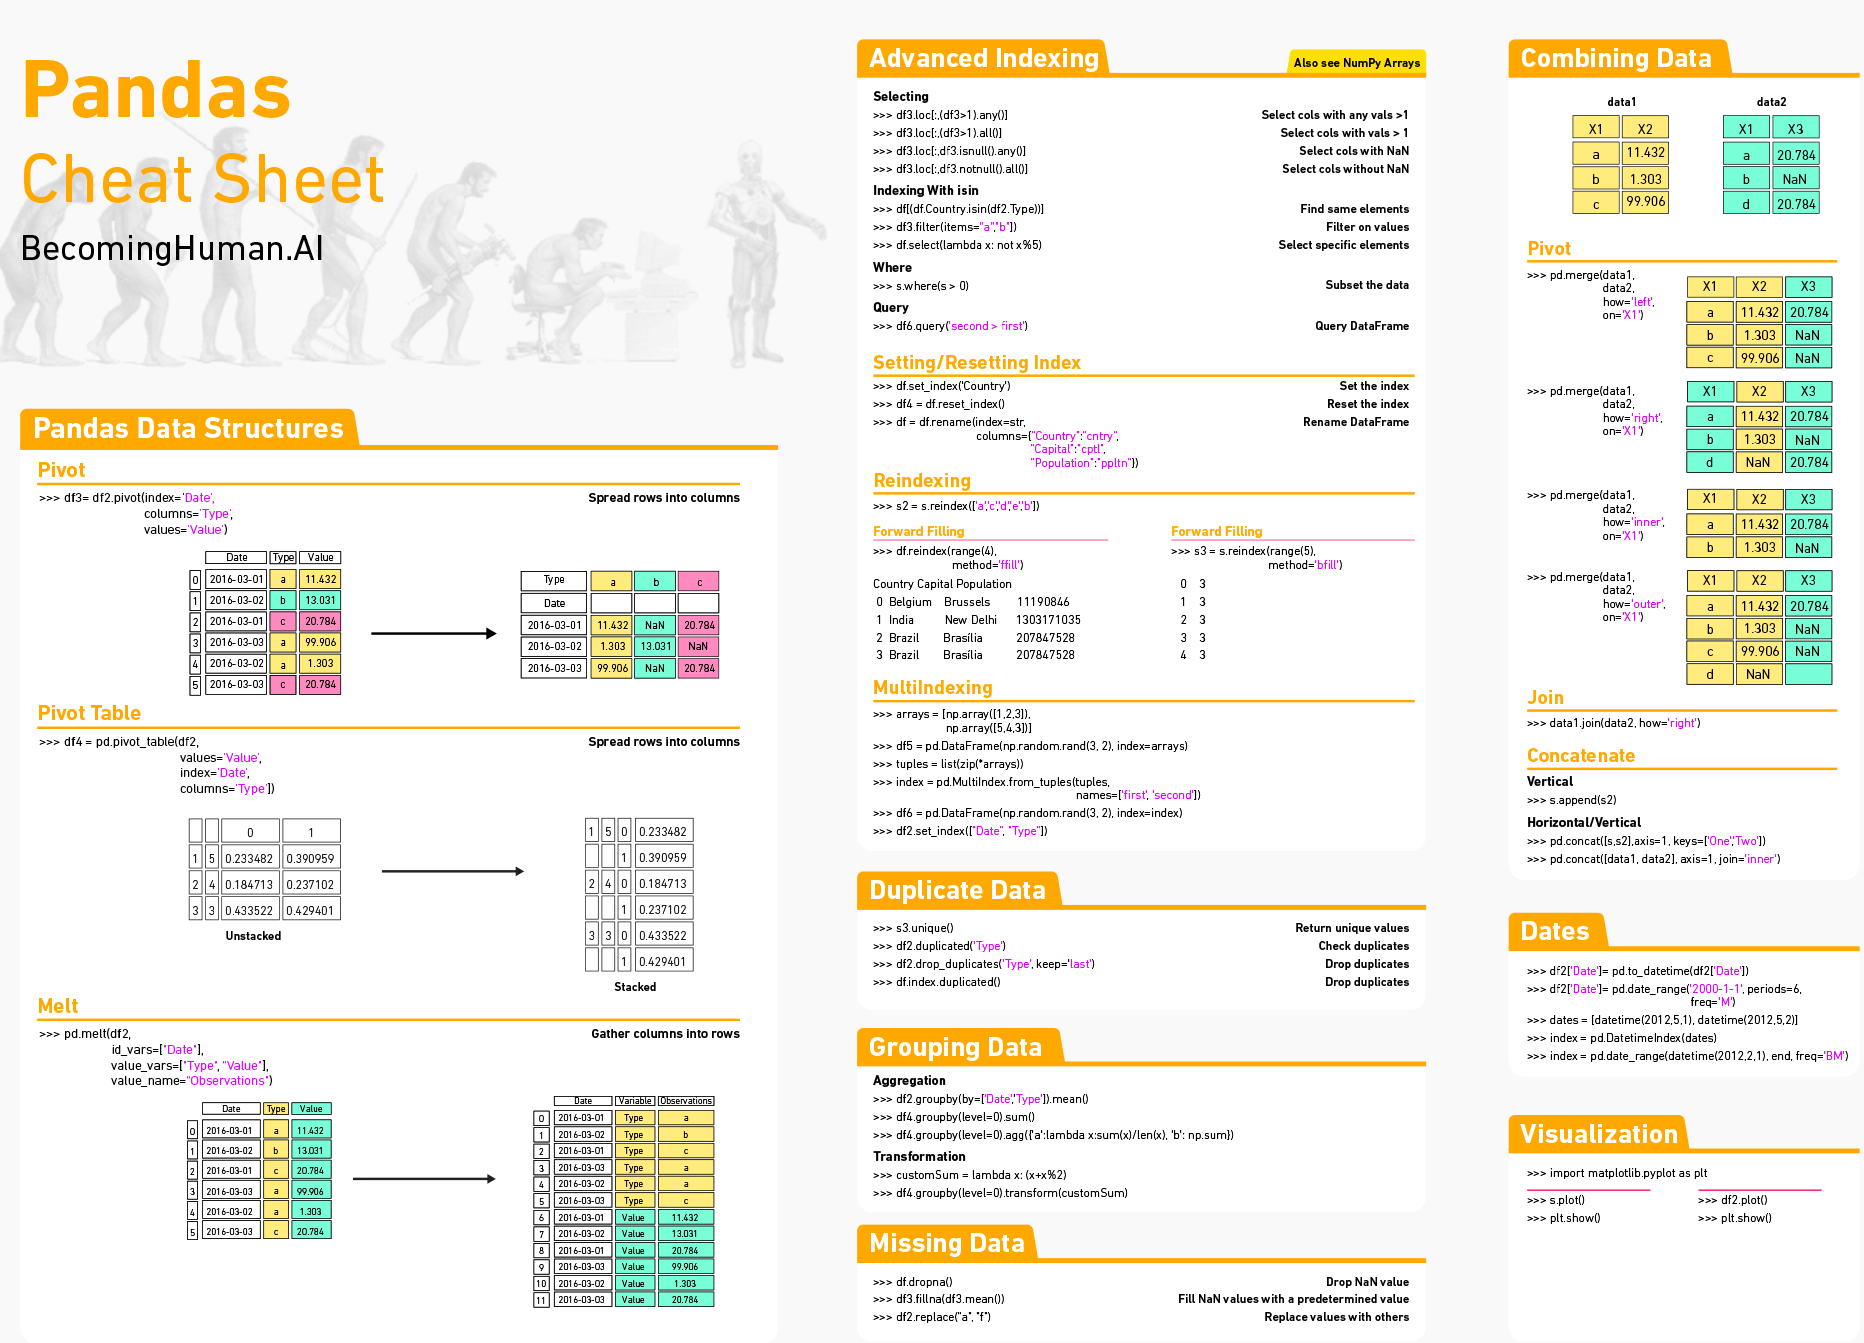 Pandas
Cheat Sheet
BecomingHuman.AI
Pandas Data Structures
Pivot
>>> df3= df2.pivot(index='Date', Spread rows into columns
columns='Type',
values='Value')
Date Type Value
0 2016-03-01 a 11.432
1 2016-03-02 b 13.031
2 2016-03-01 c 20.784
3 2016-03-03 a 99.906
4 2016-03-02 a 1.303
5 2016-03-03 c 20.784
Type a b c
Date
2016-03-01 11.432 NaN 20.784
2016-03-02 1.303 13.031 NaN
2016-03-03 99.906 NaN 20.784
Pivot Table
>>> df4 = pd.pivot_table(df2, Spread rows into columns
values='Value',
index='Date',
columns='Type'])
0 1
1 5 0.233482 0.390959
2 4 0.184713 0.237102
3 3 0.433522 0.429401
Unstacked
1 5 0 0.233482
1 0.390959
2 4 0 0.184713
1 0.237102
3 3 0 0.433522
1 0.429401
Stacked
Melt
>>> pd.melt(df2, Gather columns into rows
id_vars=["Date"],
value_vars=["Type", "Value"],
value_name="Observations")
Date Type Value
0 2016-03-01 a 11.432
1 2016-03-02 b 13.031
2 2016-03-01 c 20.784
3 2016-03-03 a 99.906
4 2016-03-02 a 1.303
5 2016-03-03 c 20.784
Date Variable Observations
0 2016-03-01 Type a
1 2016-03-02 Type b
2 2016-03-01 Type c
3 2016-03-03 Type a
4 2016-03-02 Type a
5 2016-03-03 Type c
6 2016-03-01 Value 11.432
7 2016-03-02 Value 13.031
8 2016-03-01 Value 20.784
9 2016-03-03 Value 99.906
10 2016-03-02 Value 1.303
11 2016-03-03 Value 20.784
Advanced Indexing Also see NumPy Arrays
Selecting
>>> df3.loc[:,(df3>1).any()] Select cols with any vals >1
>>> df3.loc[:,(df3>1).all()] Select cols with vals > 1
>>> df3.loc[:,df3.isnull().any()] Select cols with NaN
>>> df3.loc[:,df3.notnull().all()] Select cols without NaN
Indexing With isin
>>> df[(df.Country.isin(df2.Type))] Find same elements
>>> df3.filter(items="a","b"]) Filter on values
>>> df.select(lambda x: not x%5) Select specific elements
Where
>>> s.where(s > 0) Subset the data
Query
>>> df6.query('second > first') Query DataFrame
Setting/Resetting Index
>>> df.set_index('Country') Set the index
>>> df4 = df.reset_index() Reset the index
>>> df = df.rename(index=str, Rename DataFrame
columns={"Country":"cntry",
"Capital":"cptl",
"Population":"ppltn"})
Reindexing
>>> s2 = s.reindex(['a','c','d','e','b'])
Forward Filling
>>> df.reindex(range(4),
method='ffill')
Country Capital Population
0 Belgium Brussels 11190846
1 India New Delhi 1303171035
2 Brazil Brasília 207847528
3 Brazil Brasília 207847528
Forward Filling
>>> s3 = s.reindex(range(5),
method='bfill')
0 3
1 3
2 3
3 3
4 3
MultiIndexing
>>> arrays = [np.array([1,2,3]),
np.array([5,4,3])]
>>> df5 = pd.DataFrame(np.random.rand(3, 2), index=arrays)
>>> tuples = list(zip(*arrays))
>>> index = pd.MultiIndex.from_tuples(tuples,
names=['first', 'second'])
>>> df6 = pd.DataFrame(np.random.rand(3, 2), index=index)
>>> df2.set_index(["Date", "Type"])
Duplicate Data
>>> s3.unique() Return unique values
>>> df2.duplicated('Type') Check duplicates
>>> df2.drop_duplicates('Type', keep='last') Drop duplicates
>>> df.index.duplicated() Drop duplicates
Grouping Data
Aggregation
>>> df2.groupby(by=['Date','Type']).mean()
>>> df4.groupby(level=0).sum()
>>> df4.groupby(level=0).agg({'a':lambda x:sum(x)/len(x), 'b': np.sum})
Transformation
>>> customSum = lambda x: (x+x%2)
>>> df4.groupby(level=0).transform(customSum)
Missing Data
>>> df.dropna() Drop NaN value
>>> df3.fillna(df3.mean()) Fill NaN values with a predetermined value
>>> df2.replace("a", "f") Replace values with others
Combining Data
data1
X1 X2
a 11.432
b 1.303
c 99.906
data2
X1 X3
a 20.784
b NaN
d 20.784
Pivot
>>> pd.merge(data1,
data2,
how='left',
on='X1')
X1 X2 X3
a 11.432 20.784
b 1.303 NaN
c 99.906 NaN
>>> pd.merge(data1,
data2,
how='right',
on='X1')
X1 X2 X3
a 11.432 20.784
b 1.303 NaN
d NaN 20.784
>>> pd.merge(data1,
data2,
how='inner',
on='X1')
X1 X2 X3
a 11.432 20.784
b 1.303 NaN
>>> pd.merge(data1,
data2,
how='outer',
on='X1')
X1 X2 X3
a 11.432 20.784
b 1.303 NaN
c 99.906 NaN
d NaN
Join
>>> data1.join(data2, how='right')
Concatenate
Vertical
>>> s.append(s2)
Horizontal/Vertical
>>> pd.concat([s,s2],axis=1, keys=['One','Two'])
>>> pd.concat([data1, data2], axis=1, join='inner')
Dates
>>> df2['Date']= pd.to_datetime(df2['Date'])
>>> df2['Date']= pd.date_range('2000-1-1', periods=6,
freq='M')
>>> dates = [datetime(2012,5,1), datetime(2012,5,2)]
>>> index = pd.DatetimeIndex(dates)
>>> index = pd.date_range(datetime(2012,2,1), end, freq='BM')
Visualization
>>> import matplotlib.pyplot as plt
>>> s.plot()
>>> plt.show()
>>> df2.plot()
>>> plt.show()